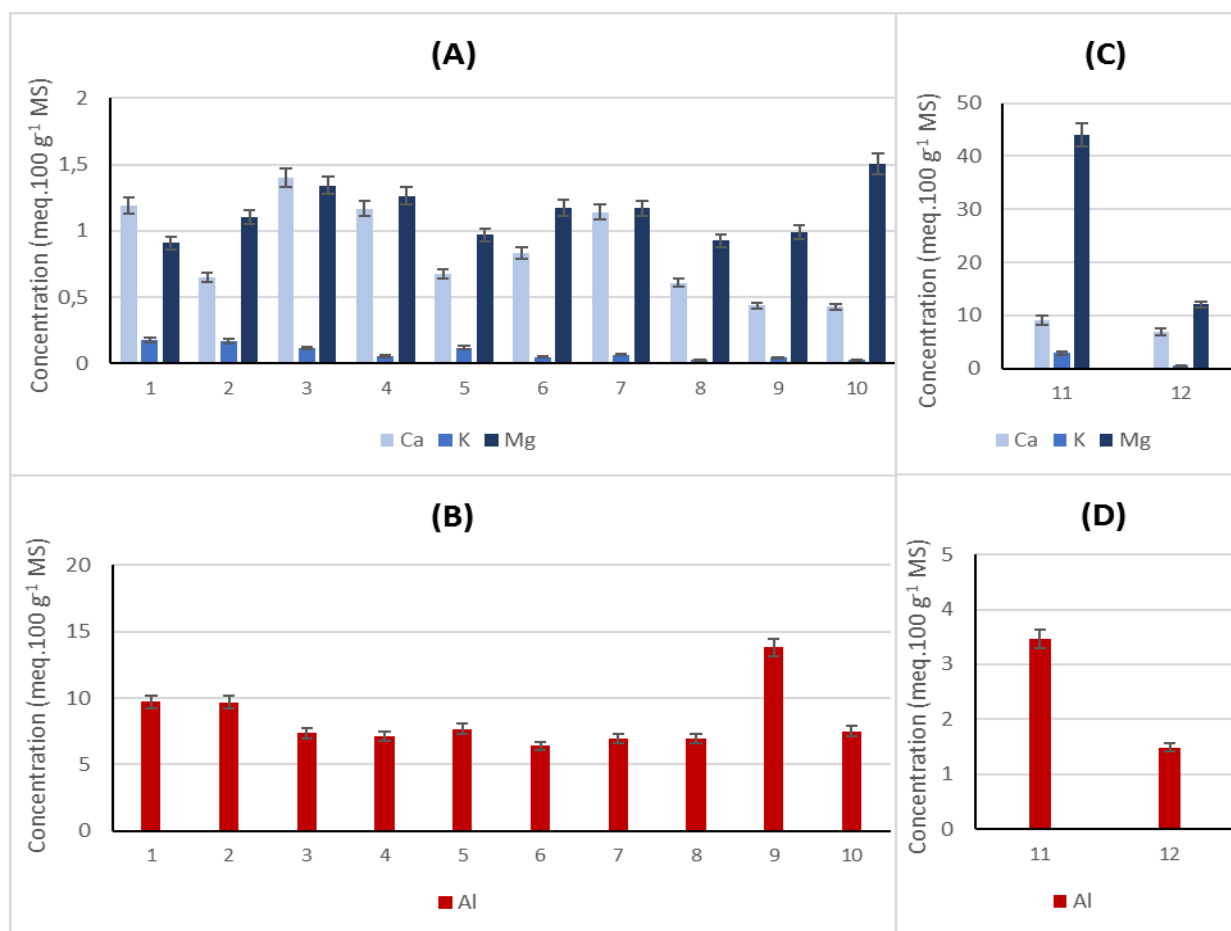 (A)
Concentration (meq.100 g⁻¹ MS)
2
1,5
1
0,5
0
1 2 3 4 5 6 7 8 9 10
Ca K Mg
(C)
Concentration (meq.100 g⁻¹ MS)
50
40
30
20
10
0
11 12
Ca K Mg
(B)
Concentration (meq.100 g⁻¹ MS)
20
15
10
5
0
1 2 3 4 5 6 7 8 9 10
Al
(D)
Concentration (meq.100 g⁻¹ MS)
5
4
3
2
1
0
11 12
Al